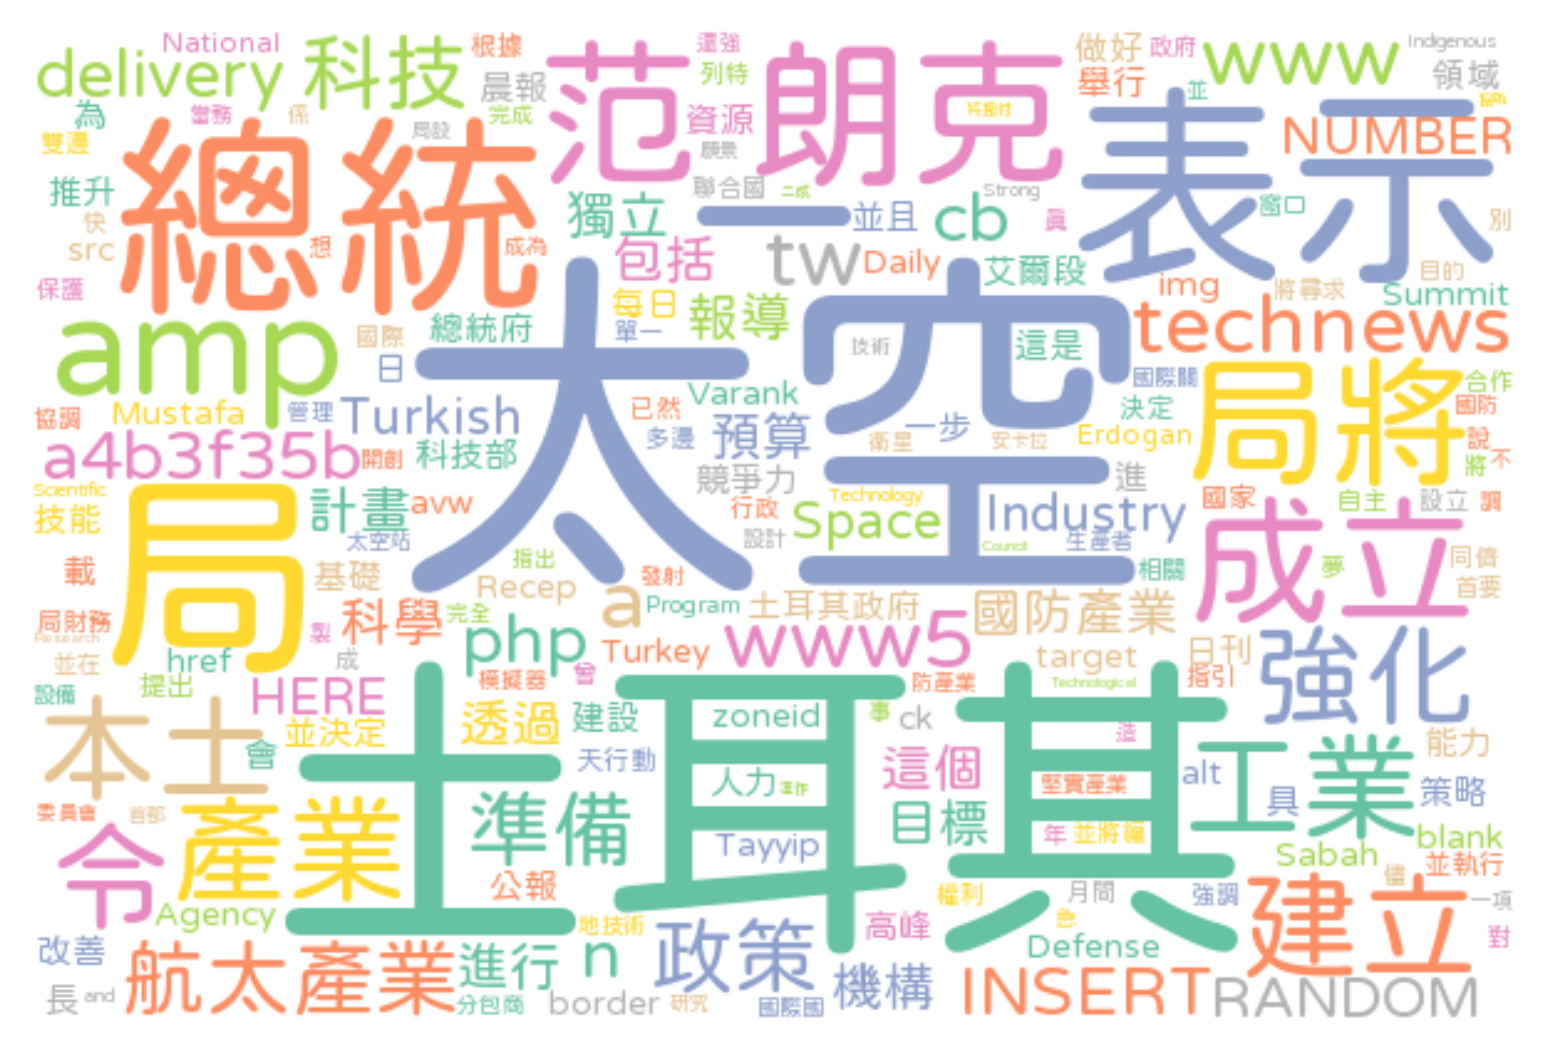 National
delivery
科技
根據
晨報
范朗克
還強
列特
資源
做好
政府
舉行
www
Indigenous
領域
為
當務
係
局設
完成
雙邊
總統
表示
並
NUMBER
推升
快
src
想
成為
聯合國
二成
Strong
獨立
一
並且
cb
窗口
別
包括
tw
Daily
艾爾段
目的
保護
img
將尋求
Summit
amp
國際
總統府
每日
單一
報導
太空
技術
這是
technews
日
國際關
合作
協調
Mustafa
管理
Turkish
Varank
已然
多邊
預算
一步
衛星
安卡拉
決定
Erdogan
局將
國防
說
不
將
a4b3f35b
開創
科技部
競爭力
進
Scientific
技能
局
計畫
avw
太空站
行政
設計
Technology
Space
Industry
Council
生產者
國家
自主
設立
調
成立
載
基礎
指出
Recep
發射
a
Program
土耳其政府
國防產業
相關
夢
同儕
首要
局財務
Research
並在
科學
完全
製
成
href
php
Turkey
www5
target
日刊
強化
設備
提出
HERE
模擬器
曾
防產業
Technological
指引
本土
會
並決定
透過
建設
土耳其
zoneid
事
ck
造
能力
天行動
人力
這個
堅實產業
alt
工業
具
策略
委員會
首部
產業
準備
運作
目標
年
並將編
blank
令
Tayyip
Sabah
並執行
Agency
公報
權利
月間
強調
儘
建立
一項
地技術
高峰
急
Defense
對
改善
航太產業
進行
n
政策
機構
長
and
分包商
border
研究
國際國
INSERT
RANDOM